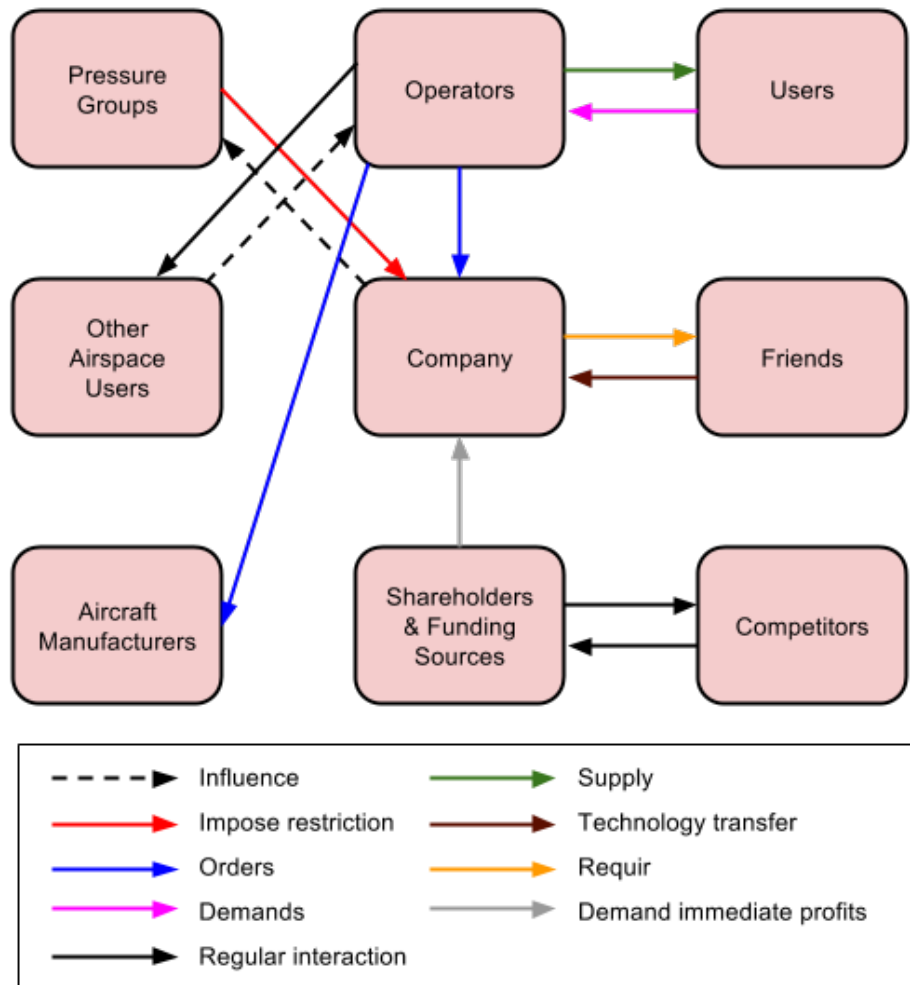 Pressure
Groups
Operators
Users
Other
Airspace
Users
Company
Friends
Aircraft
Manufacturers
Shareholders
& Funding
Sources
Competitors
Influence
Supply
Impose restriction
Technology transfer
Orders
Requir
Demands
Demand immediate profits
Regular interaction